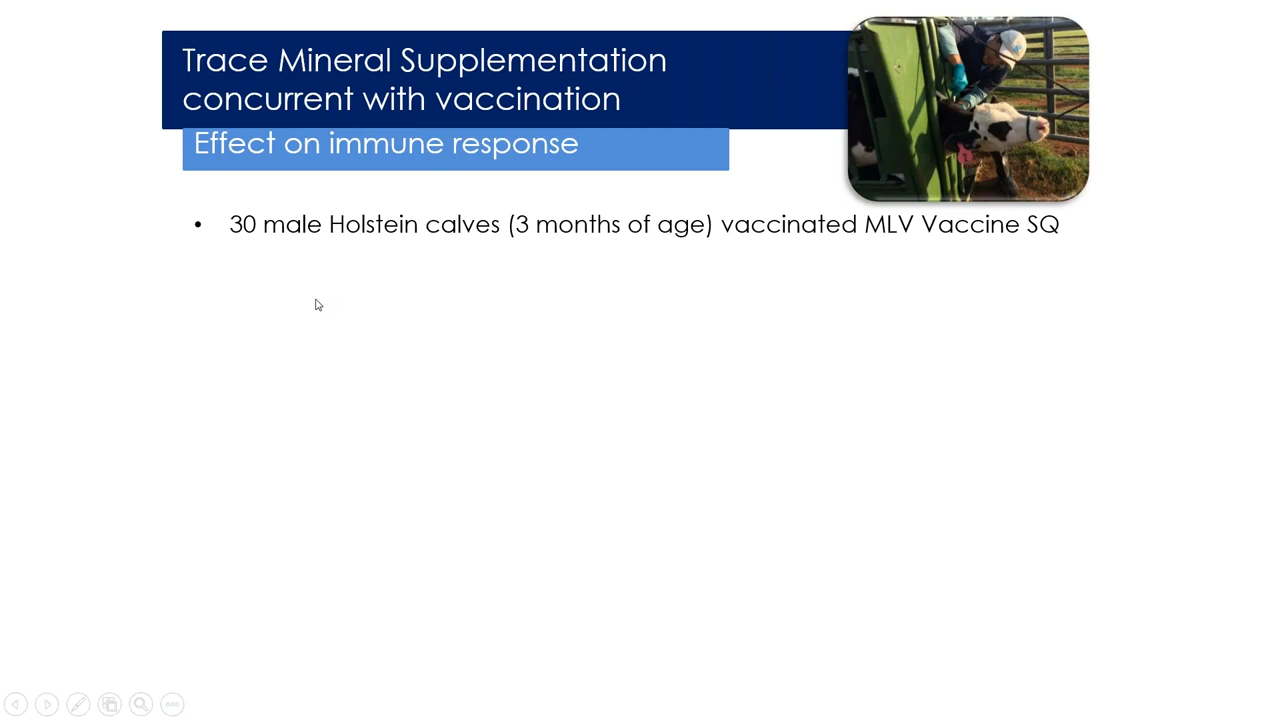 Trace Mineral Supplementation
concurrent with vaccination
Effect on immune response
• 30 male Holstein calves (3 months of age) vaccinated MLV Vaccine SQ